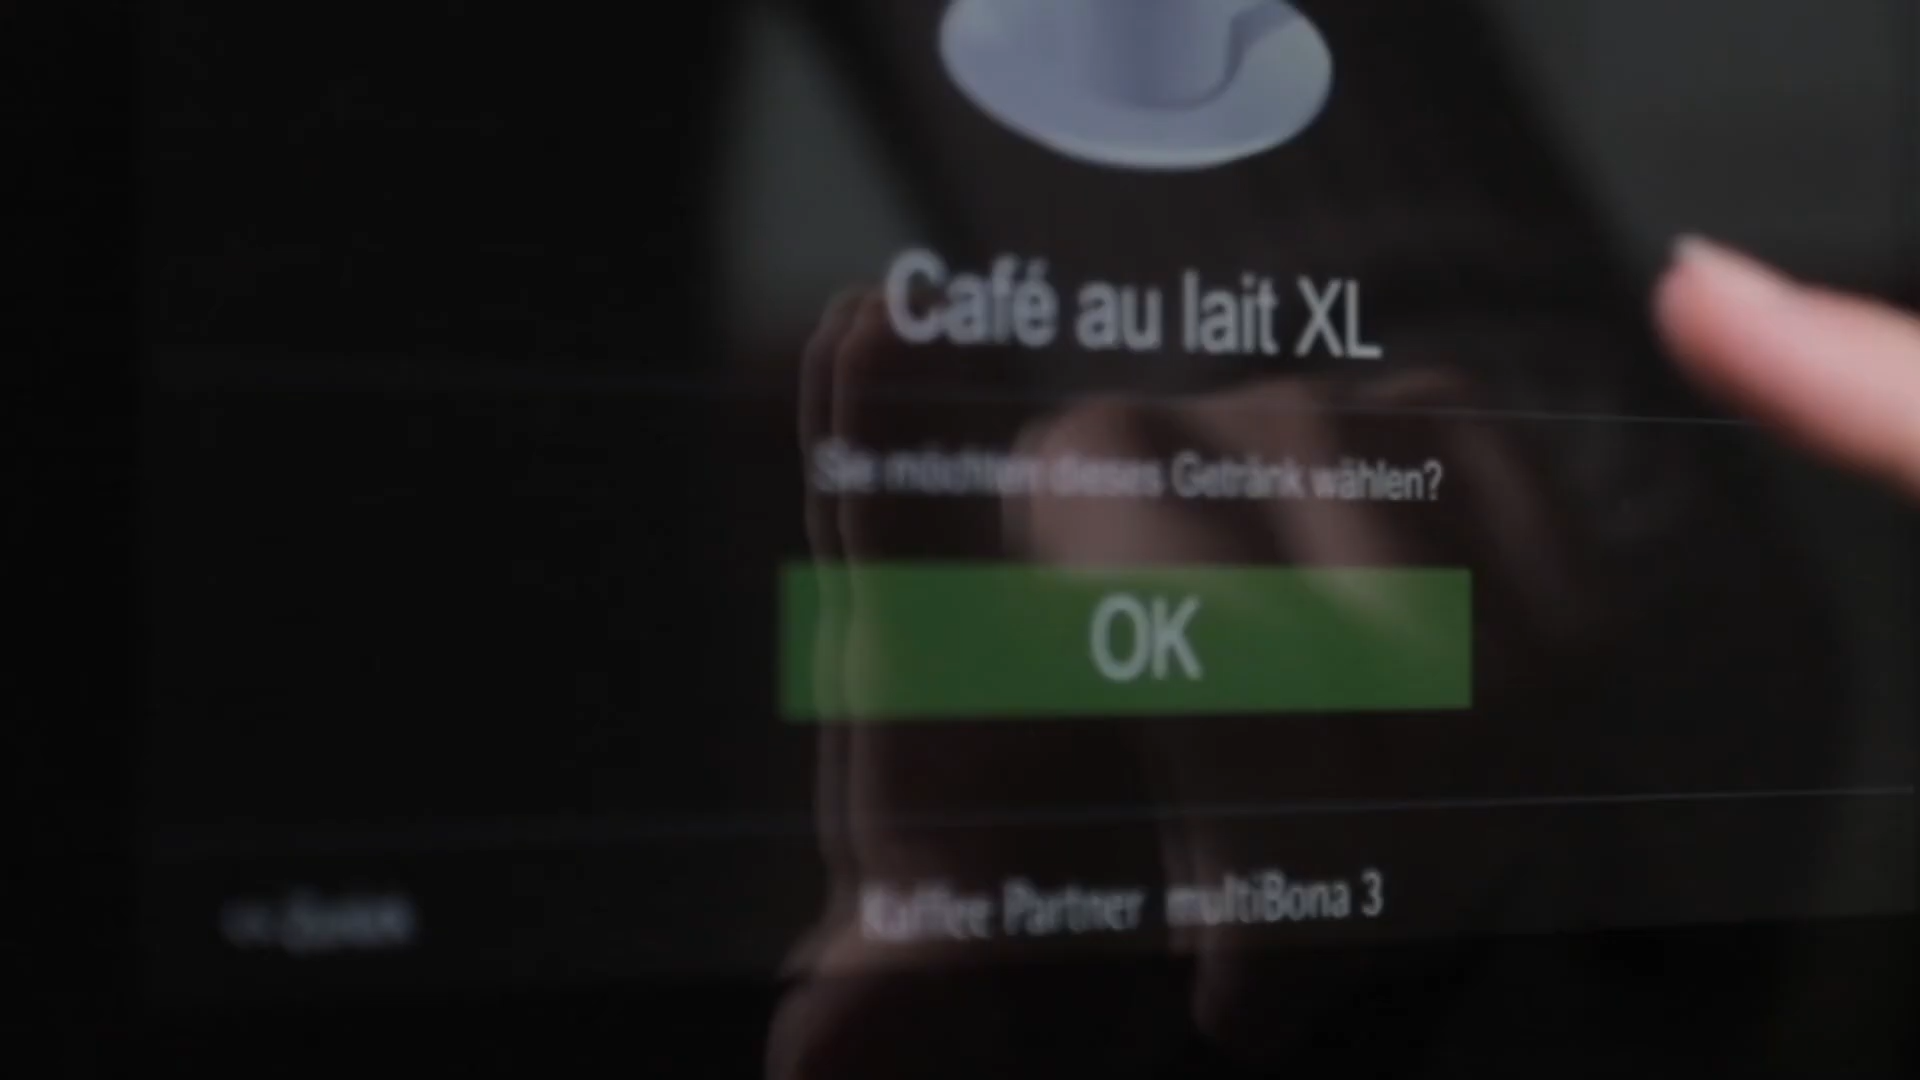 Café au lait XL
Sie möchten dieses Getränk wählen?
OK
Kaffee Partner multiBona 3